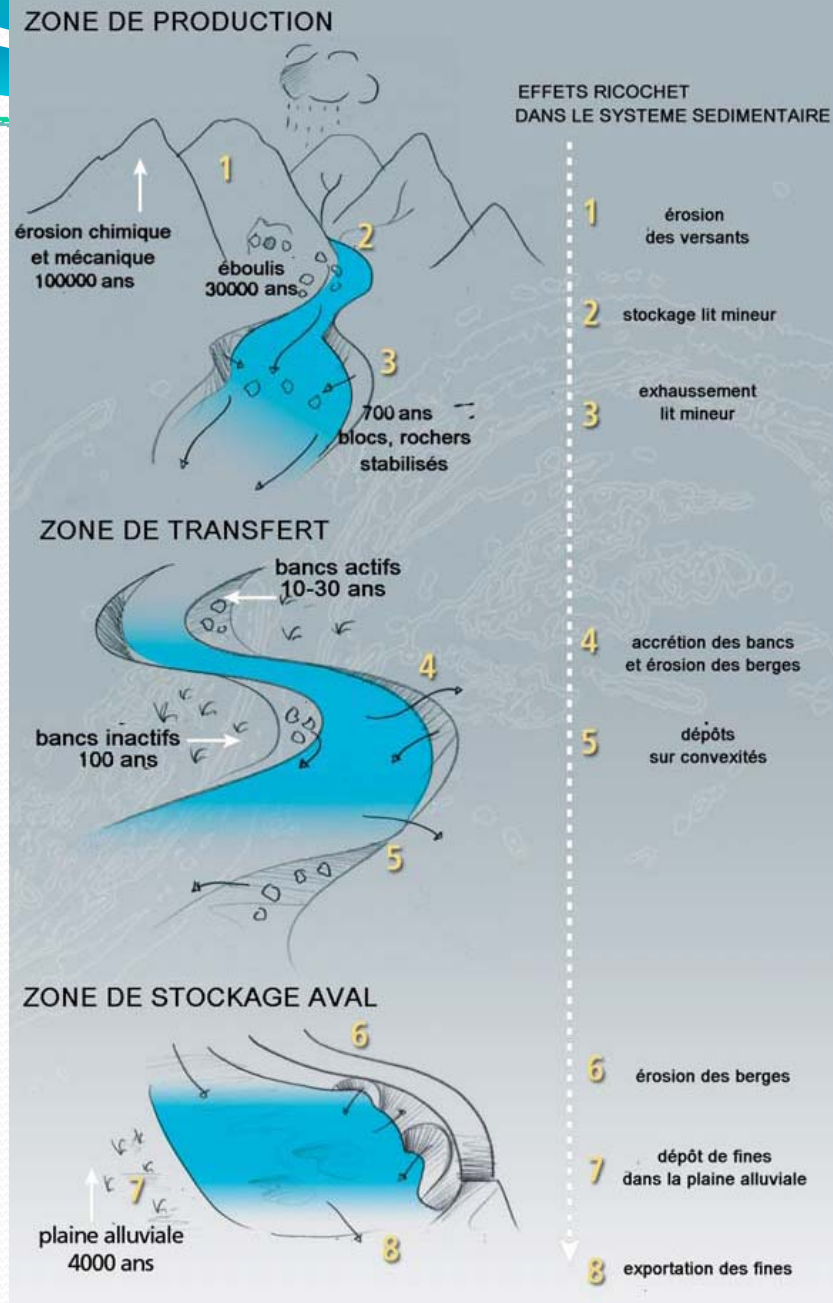 ZONE DE PRODUCTION
EFFETS RICOCHET
DANS LE SYSTEME SEDIMENTAIRE
1
2
3
érosion chimique
et mécanique
100000 ans
éboulis
30000 ans
700 ans
blocs, rochers
stabilisés
1 érosion
des versants
2 stockage lit mineur
3 exhaussement
lit mineur
ZONE DE TRANSFERT
bancs actifs
10-30 ans
4
bancs inactifs
100 ans
5
4 accrétion des bancs
et érosion des berges
5 dépôts
sur convexités
ZONE DE STOCKAGE AVAL
6
7
plaine alluviale
4000 ans
8
6 érosion des berges
7 dépôt de fines
dans la plaine alluviale
8 exportation des fines